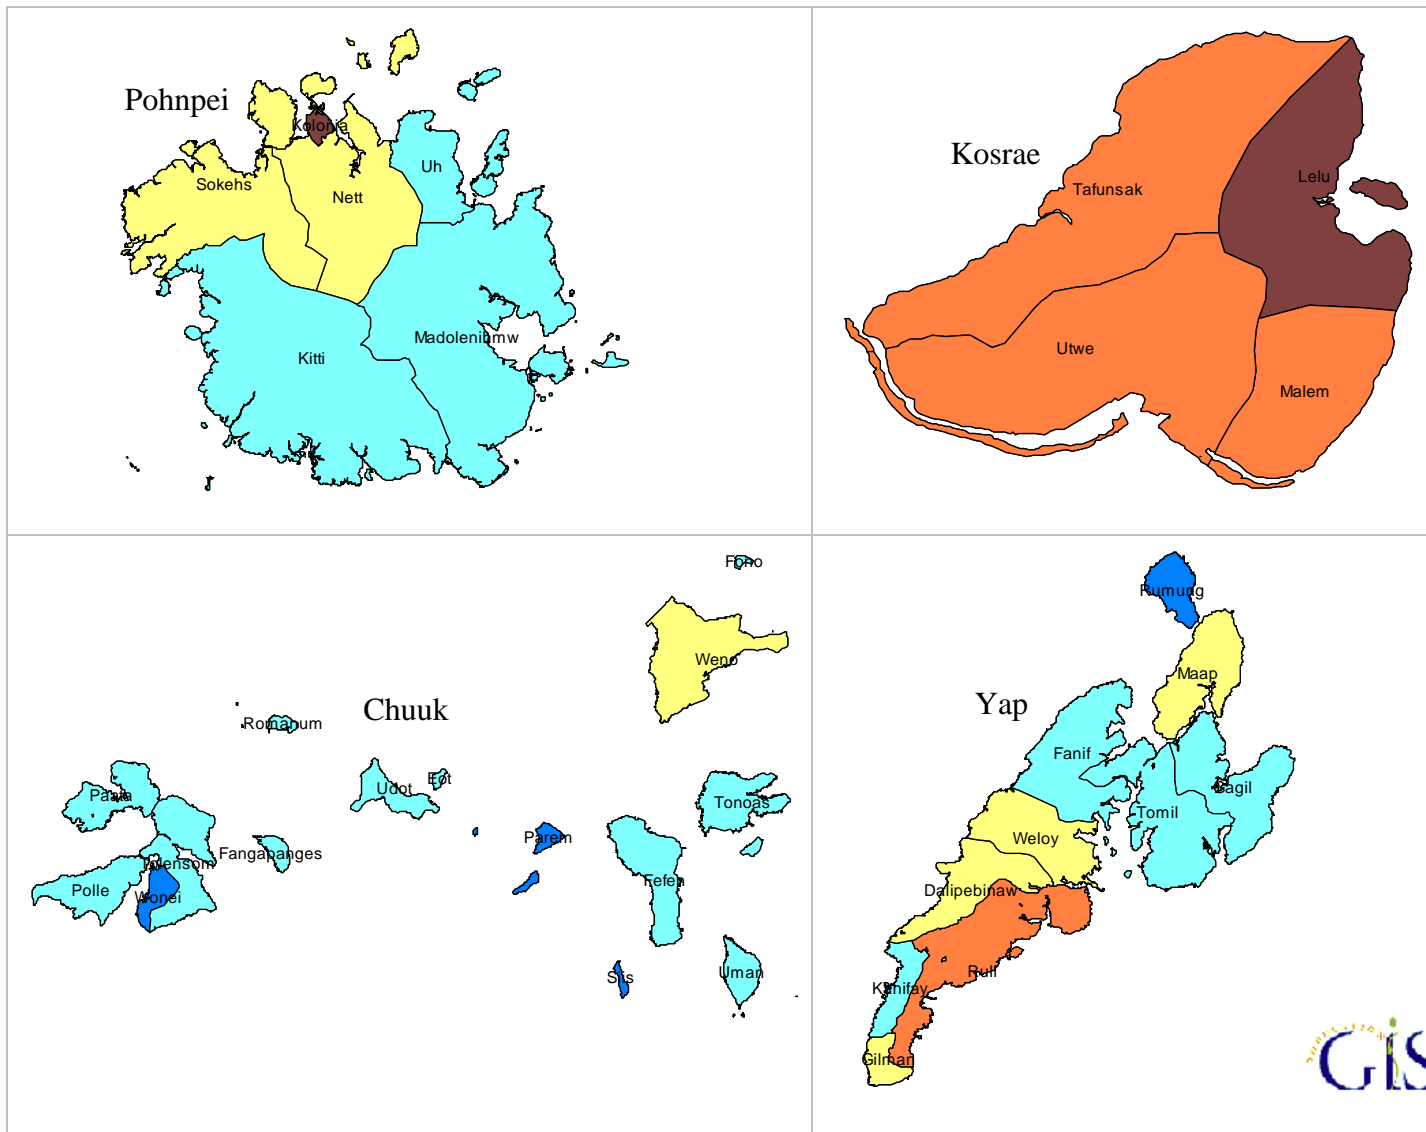 Pohnpei
Kolonia
Uh
Sokehs
Nett
Kitti
Madolenihmw
Kosrae
Lelu
Tafunsak
Utwe
Malem
Fono
Weno
Chuuk
Romanum
Eot
Udot
Paata
Tonoas
Parem
Fangapanges
Tolensom
Polle
Wonei
Fefen
Siis
Uman
Rumung
Maap
Yap
Fanif
Gagil
Tomil
Weloy
Dalipebinaw
Rull
Kanifay
Gilman
POPULATION
GIS